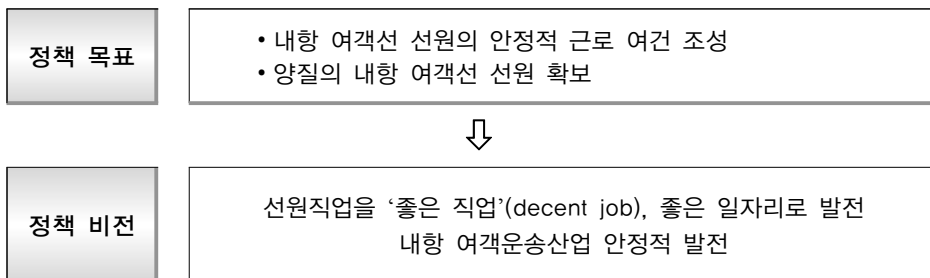 정책 목표
• 내항 여객선 선원의 안정적 근로 여건 조성
• 양질의 내항 여객선 선원 확보
정책 비전
선원직업을 ‘좋은 직업’(decent job), 좋은 일자리로 발전
내항 여객운송산업 안정적 발전